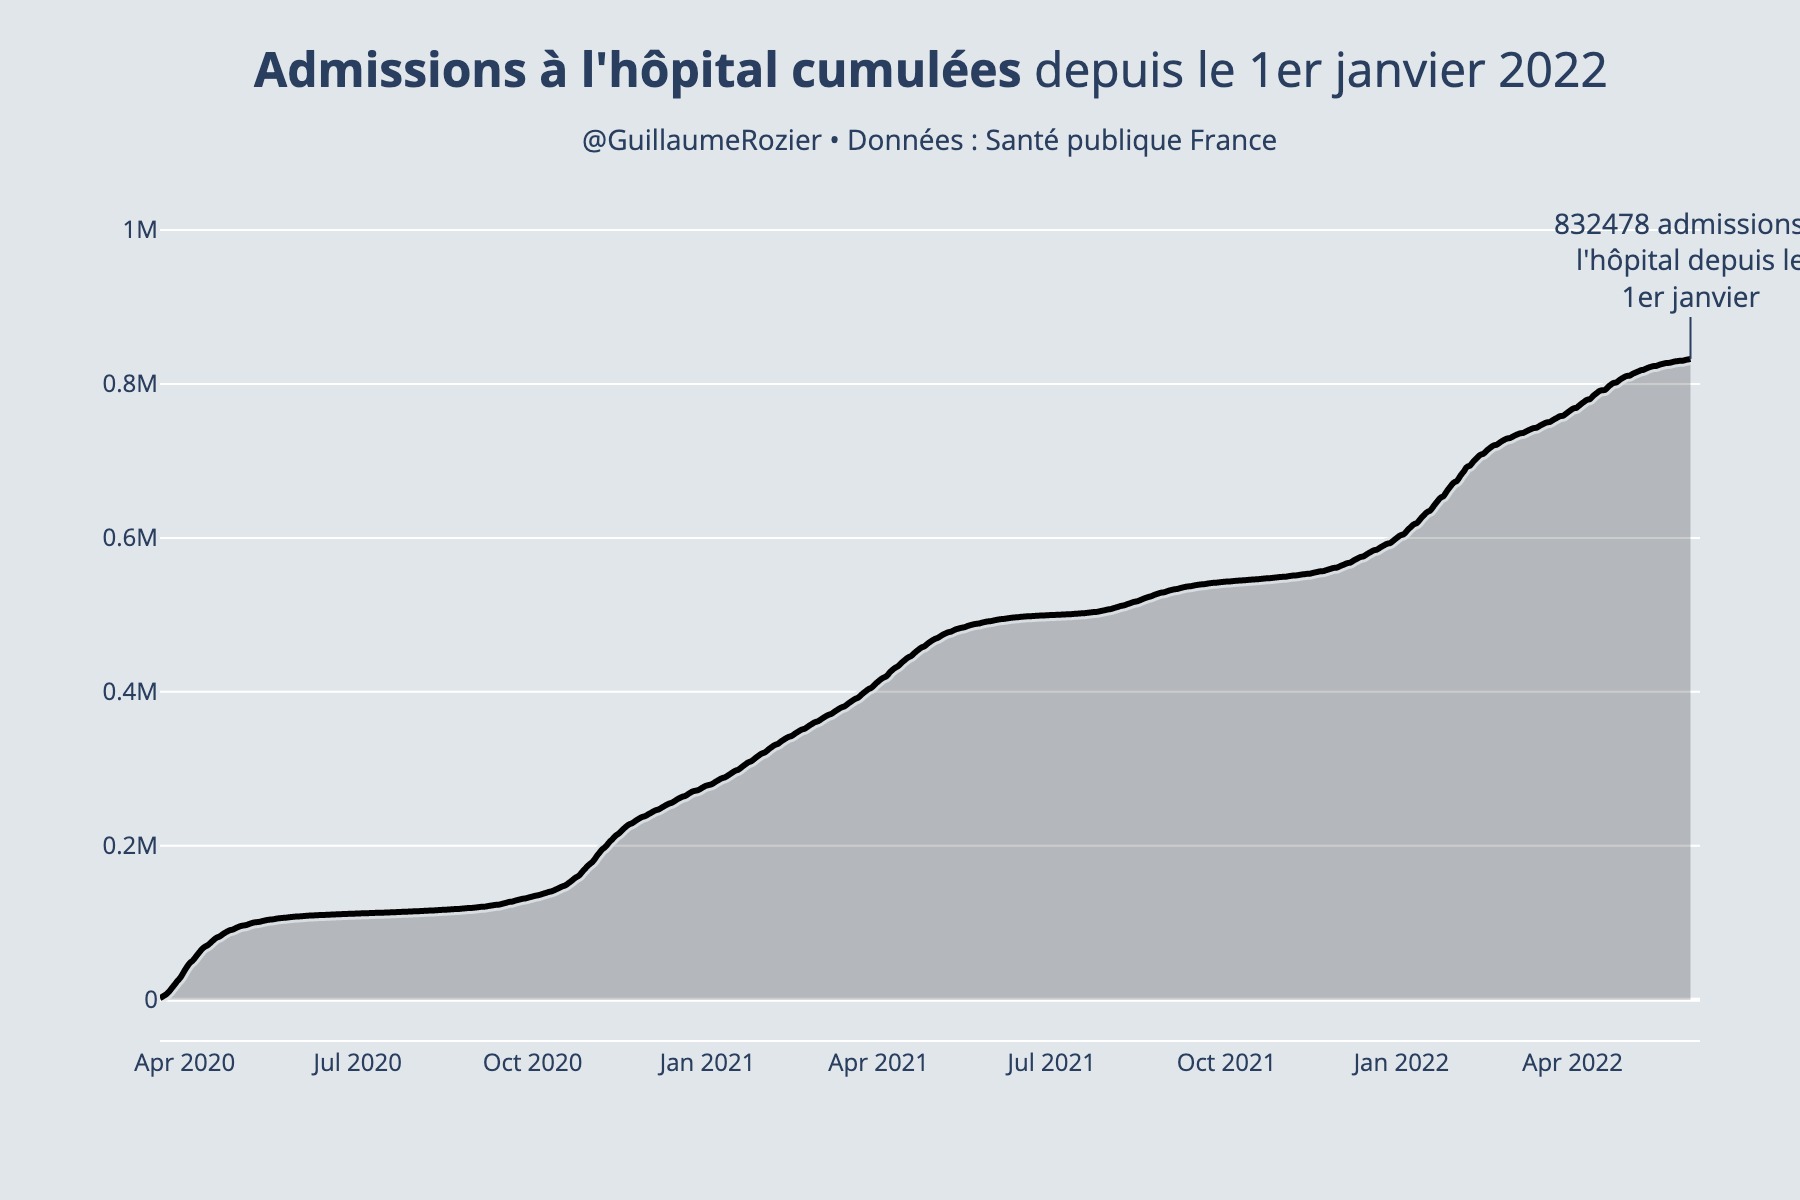 Admissions à l'hôpital cumulées depuis le 1er janvier 2022
@GuillaumeRozier • Données : Santé publique France
832478 admissions
l'hôpital depuis le
1er janvier
1M
0.8M
0.6M
0.4M
0.2M
0
Apr 2020
Jul 2020
Oct 2020
Jan 2021
Apr 2021
Jul 2021
Oct 2021
Jan 2022
Apr 2022